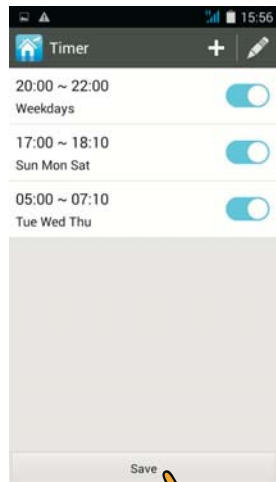 15:56
Timer
20:00 ~ 22:00
Weekdays
17:00 ~ 18:10
Sun Mon Sat
05:00 ~ 07:10
Tue Wed Thu
Save